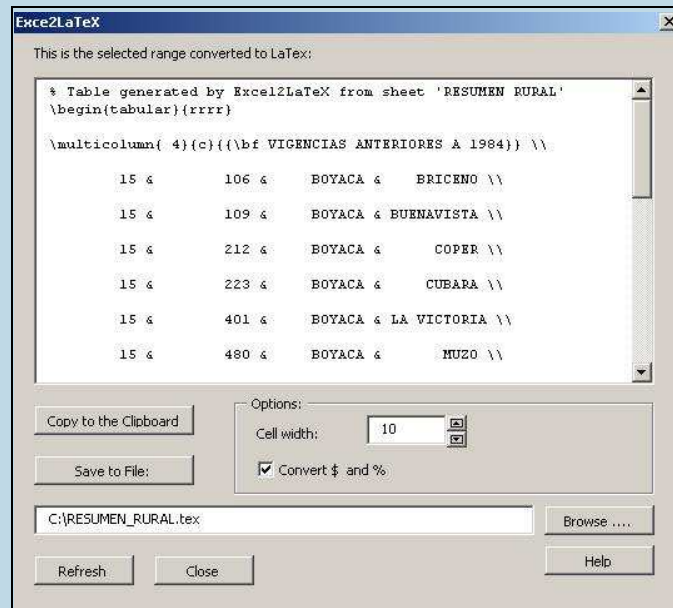 Exce2LaTeX
This is the selected range converted to LaTex:
% Table generated by Excel2LaTeX from sheet 'RESUMEN RURAL'
\begin{tabular}{rrrr}
\multicolumn{ 4}{c}{{\bf VIGENCIAS ANTERIORES A 1984}} \\
15 & 106 & BOYACA & BRICENO \\
15 & 109 & BOYACA & BUENAVISTA \\
15 & 212 & BOYACA & COPER \\
15 & 223 & BOYACA & CUBARA \\
15 & 401 & BOYACA & LA VICTORIA \\
15 & 480 & BOYACA & MUZO \\
Copy to the Clipboard
Save to File:
Options:
Cell width: 10
Convert $ and %
C:\RESUMEN_RURAL.tex
Browse ....
Refresh
Close
Help